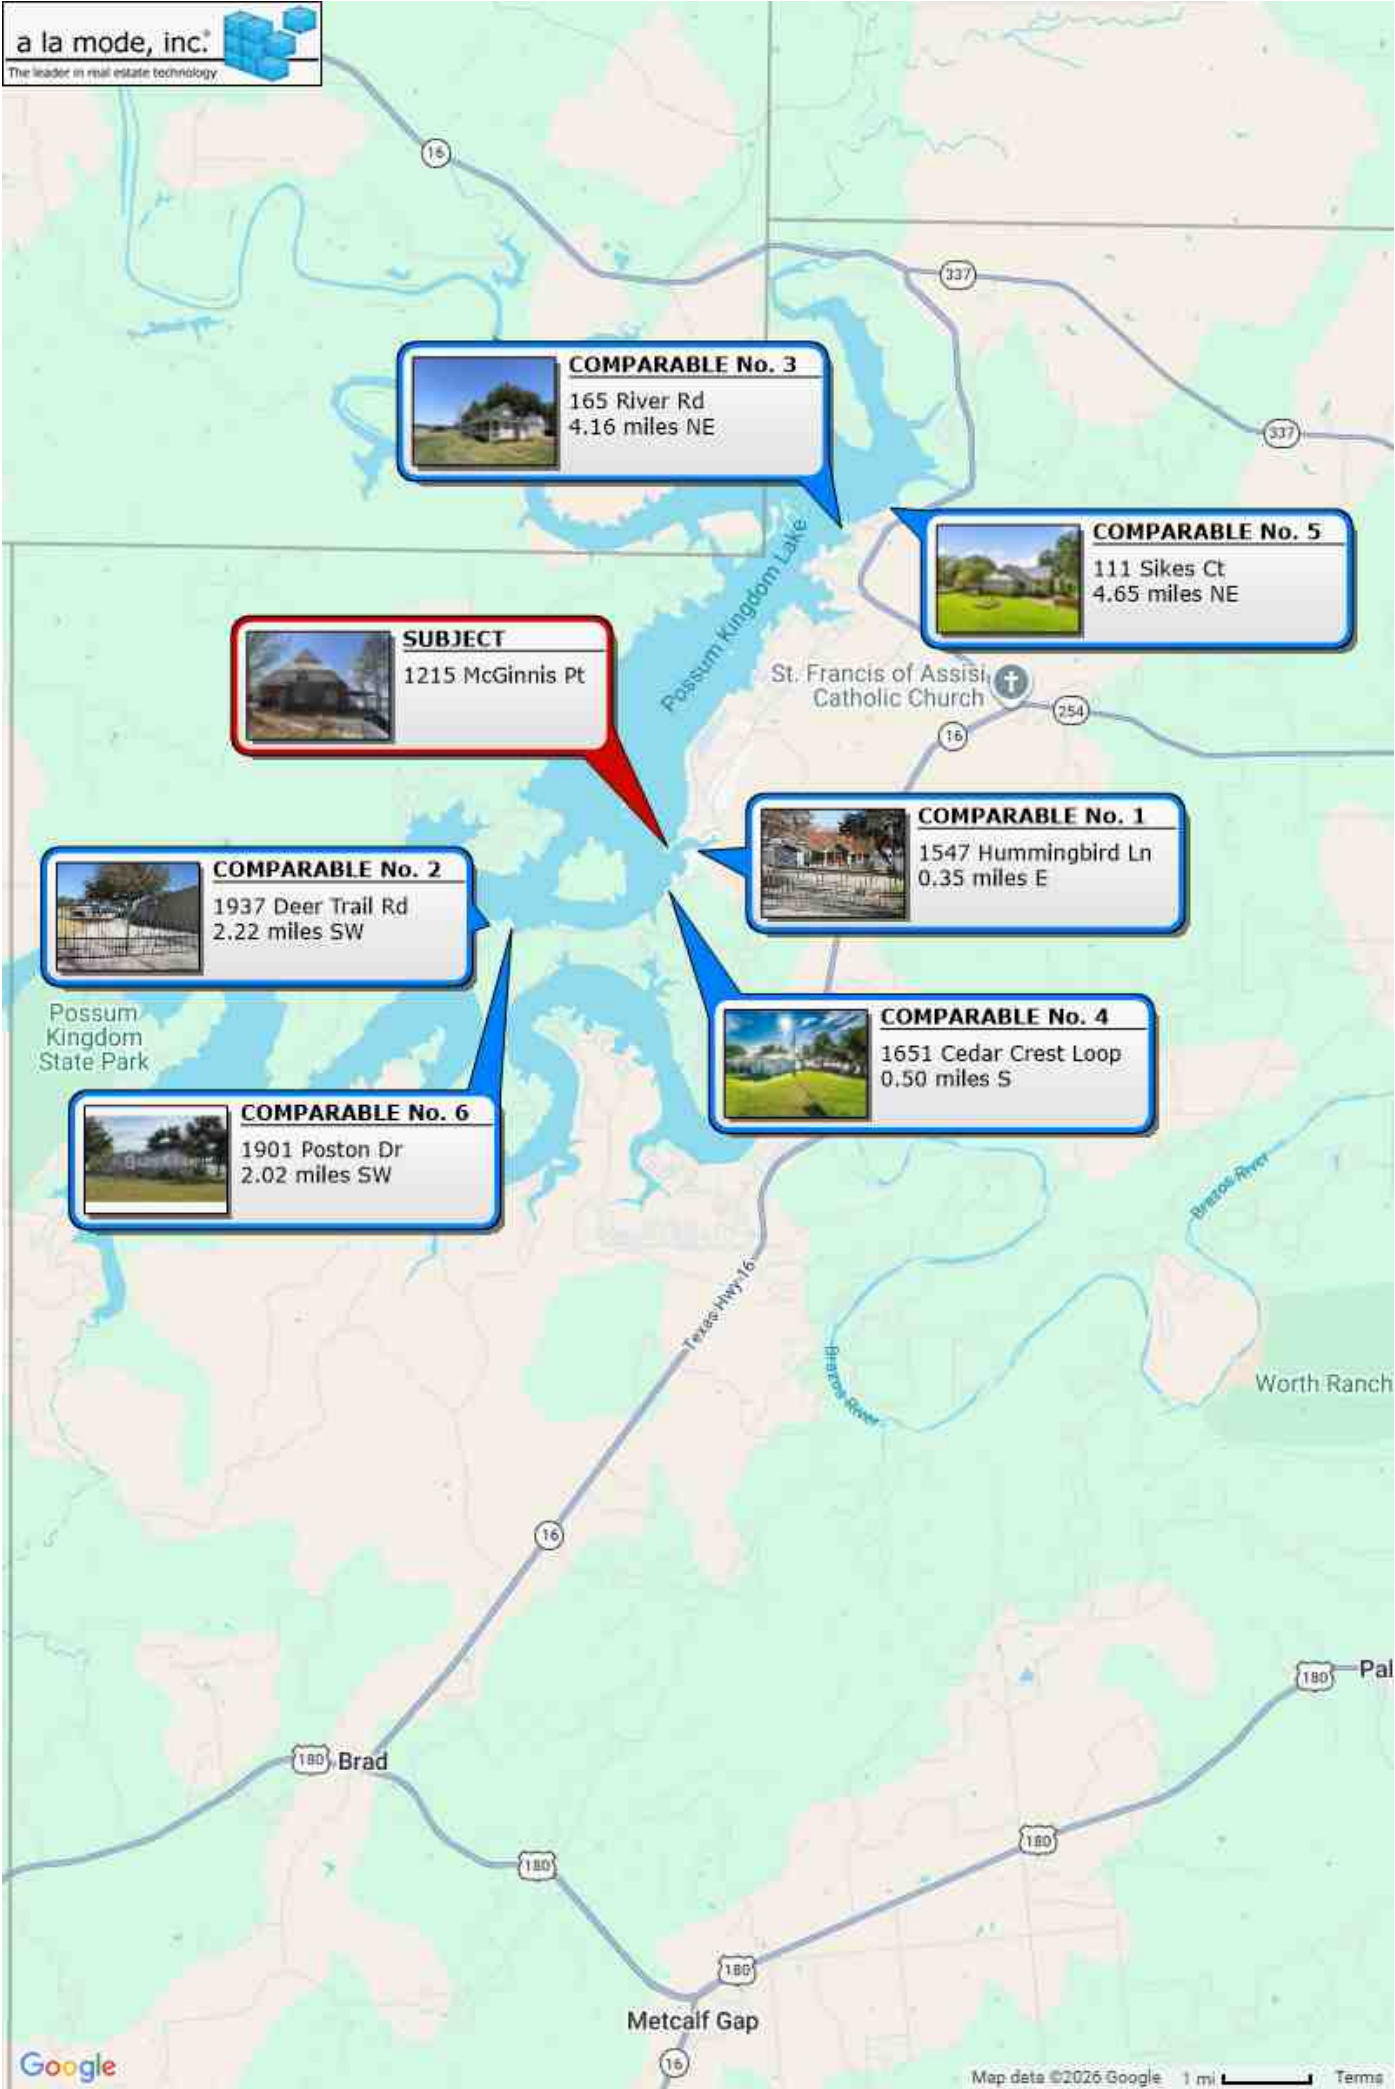 a la mode, inc.
The leader in real estate technology
16
337
337
COMPARABLE No. 3
165 River Rd
4.16 miles NE
COMPARABLE No. 5
111 Sikes Ct
4.65 miles NE
Possum Kingdom Lake
SUBJECT
1215 McGinnis Pt
St. Francis of Assisi
Catholic Church
254
16
COMPARABLE No. 1
1547 Hummingbird Ln
0.35 miles E
COMPARABLE No. 2
1937 Deer Trail Rd
2.22 miles SW
Possum
Kingdom
State Park
COMPARABLE No. 4
1651 Cedar Crest Loop
0.50 miles S
COMPARABLE No. 6
1901 Poston Dr
2.02 miles SW
Brazos River
Texas Hwy 16
Brazos River
Worth Ranch
16
180
Pal
180
Brad
180
180
180
Metcalf Gap
16
Google
Map data ©2026 Google
1 mi
Terms